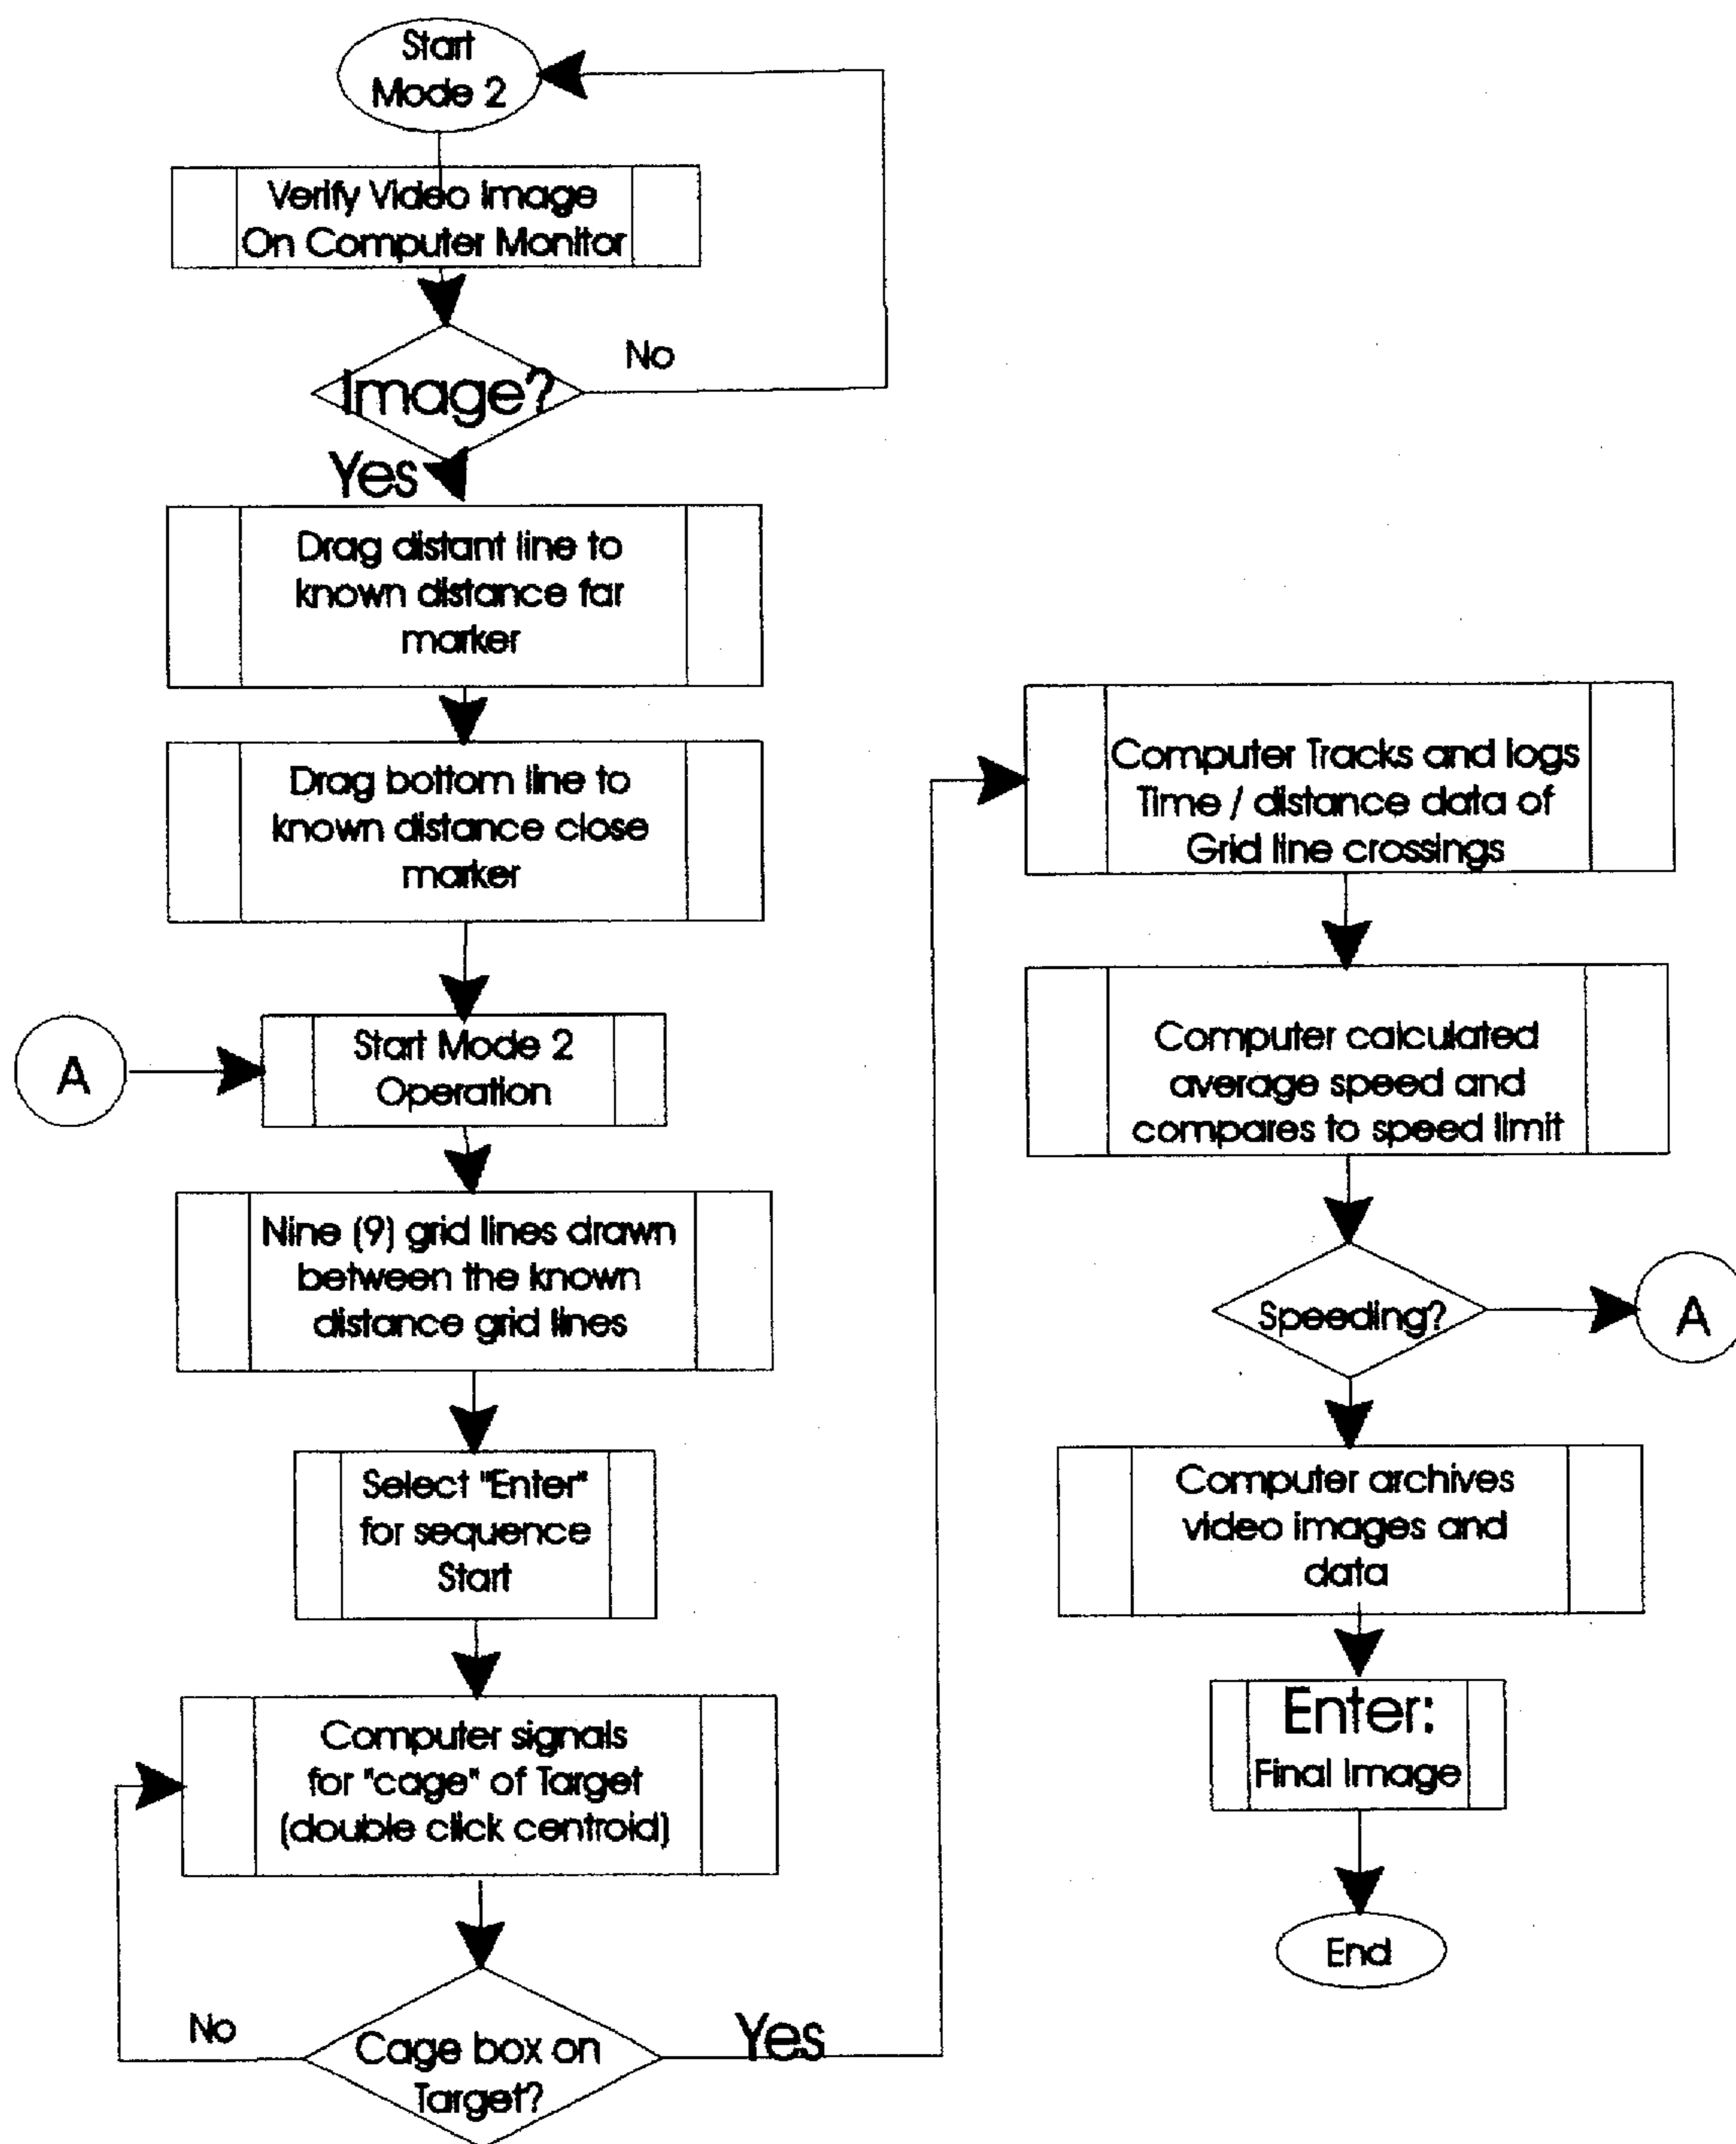 Start
Mode 2
Verify Video Image
On Computer Monitor
Image?
No
Yes
Drag distant line to
known distance far
marker
Drag bottom line to
known distance close
marker
A
Start Mode 2
Operation
Nine (9) grid lines drawn
between the known
distance grid lines
Select "Enter"
for sequence
Start
Computer signals
for "cage" of Target
(double click centroid)
No
Cage box on
Target?
Yes
Computer Tracks and logs
Time / distance data of
Grid line crossings
Computer calculated
average speed and
compares to speed limit
Speeding?
A
Computer archives
video images and
data
Enter:
Final Image
End